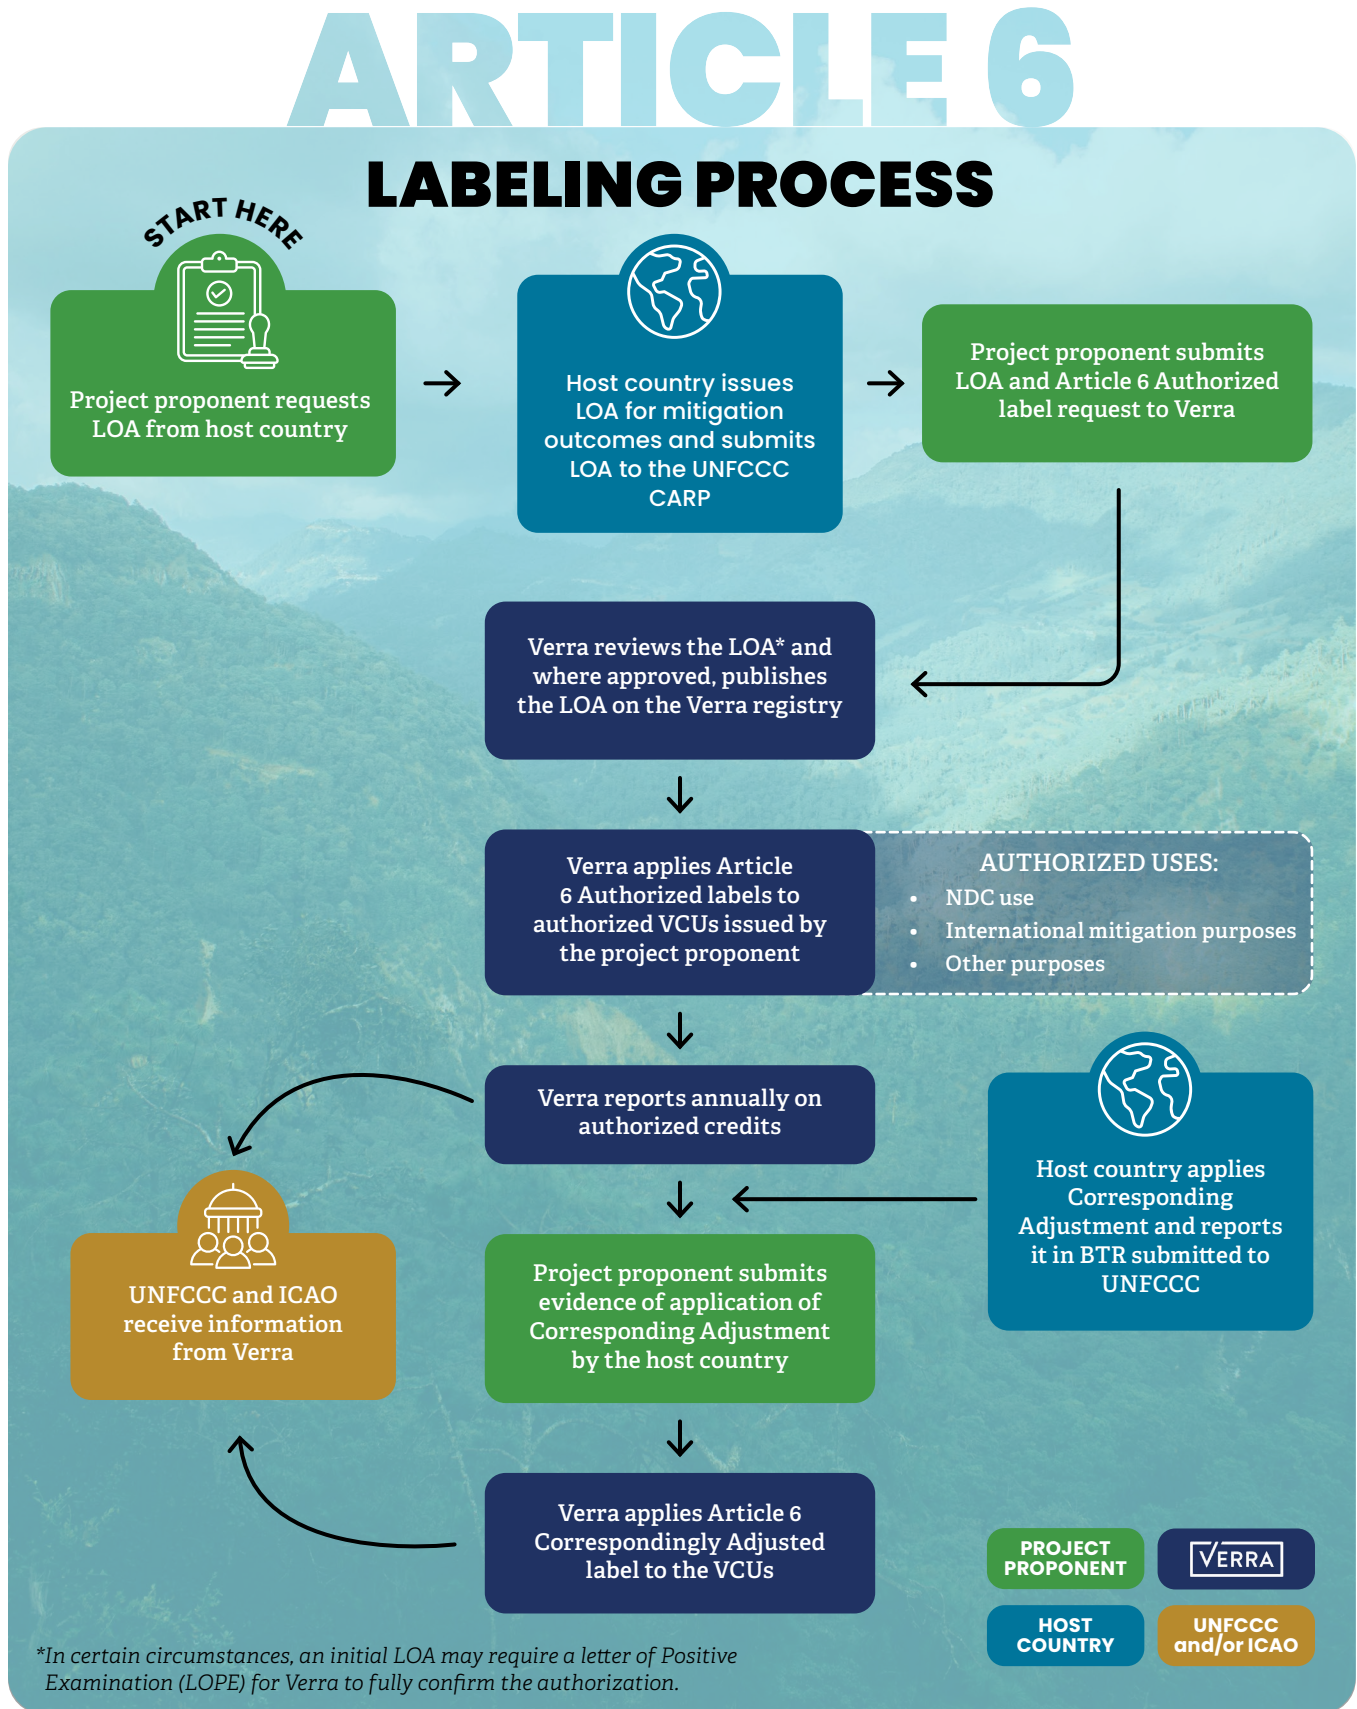 ARTICLE 6
LABELING PROCESS
START HERE
Project proponent requests
LOA from host country
Host country issues
LOA for mitigation
outcomes and submits
LOA to the UNFCCC
CARP
Project proponent submits
LOA and Article 6 Authorized
label request to Verra
Verra reviews the LOA* and
where approved, publishes
the LOA on the Verra registry
Verra applies Article
6 Authorized labels to
authorized VCUs issued by
the project proponent
AUTHORIZED USES:
• NDC use
• International mitigation purposes
• Other purposes
Verra reports annually on
authorized credits
Host country applies
Corresponding
Adjustment and reports
it in BTR submitted to
UNFCCC
UNFCCC and ICAO
receive information
from Verra
Project proponent submits
evidence of application of
Corresponding Adjustment
by the host country
Verra applies Article 6
Correspondingly Adjusted
label to the VCUs
PROJECT
PROPONENT
VERRA
HOST
COUNTRY
UNFCCC
and/or ICAO
*In certain circumstances, an initial LOA may require a letter of Positive
Examination (LOPE) for Verra to fully confirm the authorization.